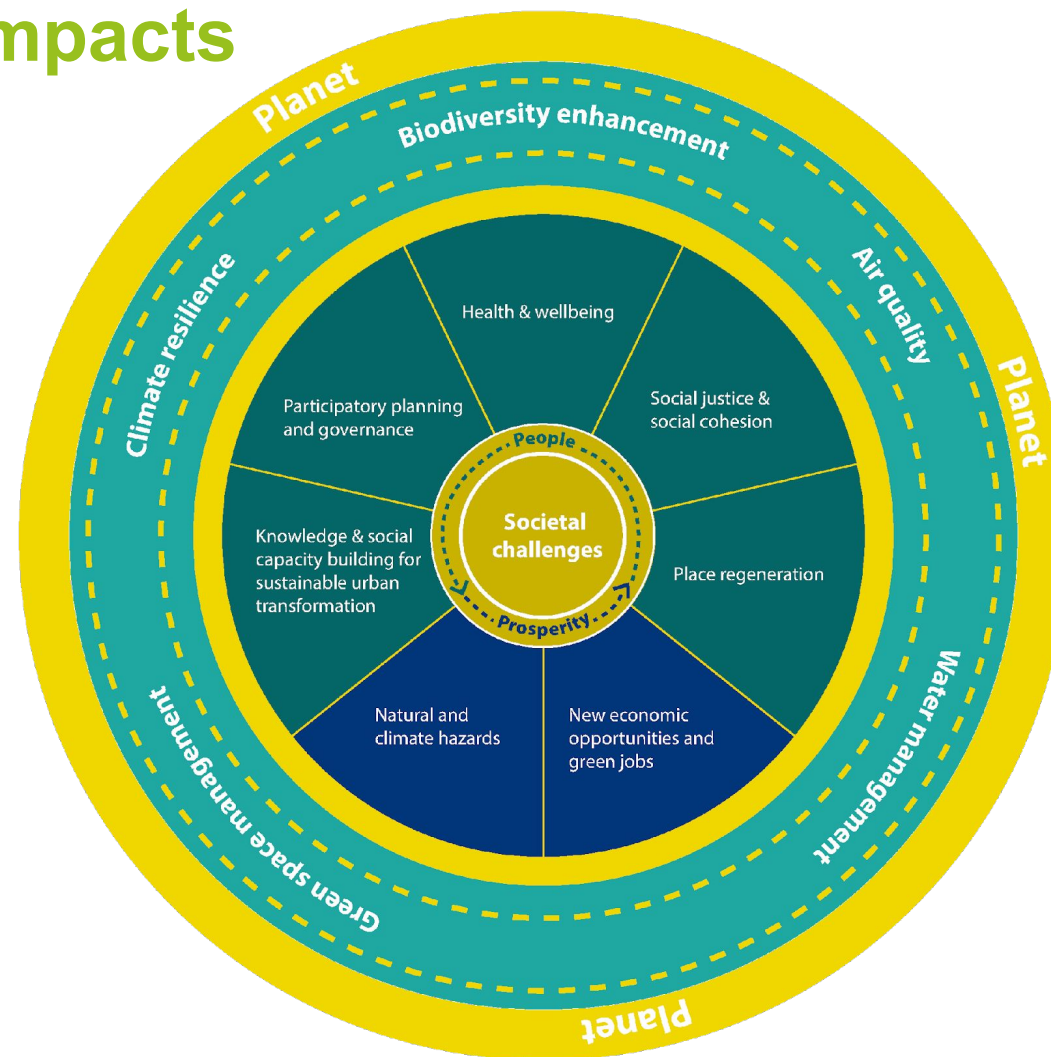 mpacts
Planet
Biodiversity enhancement
Climate resilience
Air quality
Planet
Health & wellbeing
Participatory planning
and governance
Social justice &
social cohesion
People
Societal
challenges
Prosperity
Knowledge & social
capacity building for
sustainable urban
transformation
Place regeneration
Natural and
climate hazards
New economic
opportunities and
green jobs
Green space management
Water management
Planet